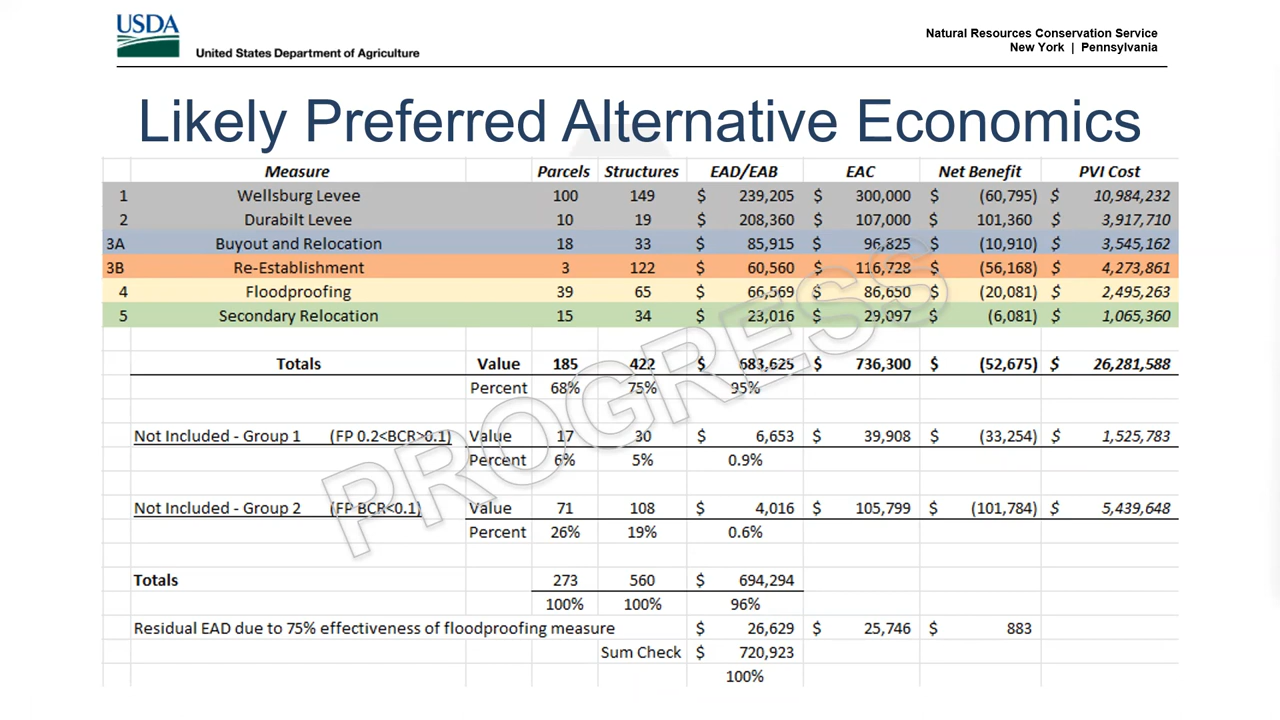 USDA
United States Department of Agriculture
Natural Resources Conservation Service
New York | Pennsylvania
Likely Preferred Alternative Economics
Measure Parcels Structures EAD/EAB EAC Net Benefit PVI Cost
1 Wellsburg Levee 100 149 $ 239,205 $ 300,000 $ (60,795) $ 10,984,232
2 Durabilt Levee 10 19 $ 208,360 $ 107,000 $ 101,360 $ 3,917,710
3A Buyout and Relocation 18 33 $ 85,915 $ 96,825 $ (10,910) $ 3,545,162
3B Re-Establishment 3 122 $ 60,560 $ 116,728 $ (56,168) $ 4,273,861
4 Floodproofing 39 65 $ 66,569 $ 86,650 $ (20,081) $ 2,495,263
5 Secondary Relocation 15 34 $ 23,016 $ 29,097 $ (6,081) $ 1,065,360
Totals Value 185 422 $ 683,625 $ 736,300 $ (52,675) $ 26,281,588
Percent 68% 75% 95%
Not Included - Group 1 (FP 0.2<BCR>0.1) Value 17 30 $ 6,653 $ 39,908 $ (33,254) $ 1,525,783
Percent 6% 5% 0.9%
Not Included - Group 2 (FP BCR<0.1) Value 71 108 $ 4,016 $ 105,799 $ (101,784) $ 5,439,648
Percent 26% 19% 0.6%
Totals 273 560 $ 694,294
100% 100% 96%
Residual EAD due to 75% effectiveness of floodproofing measure $ 26,629 $ 25,746 $ 883
Sum Check $ 720,923
100%
PROGRESS